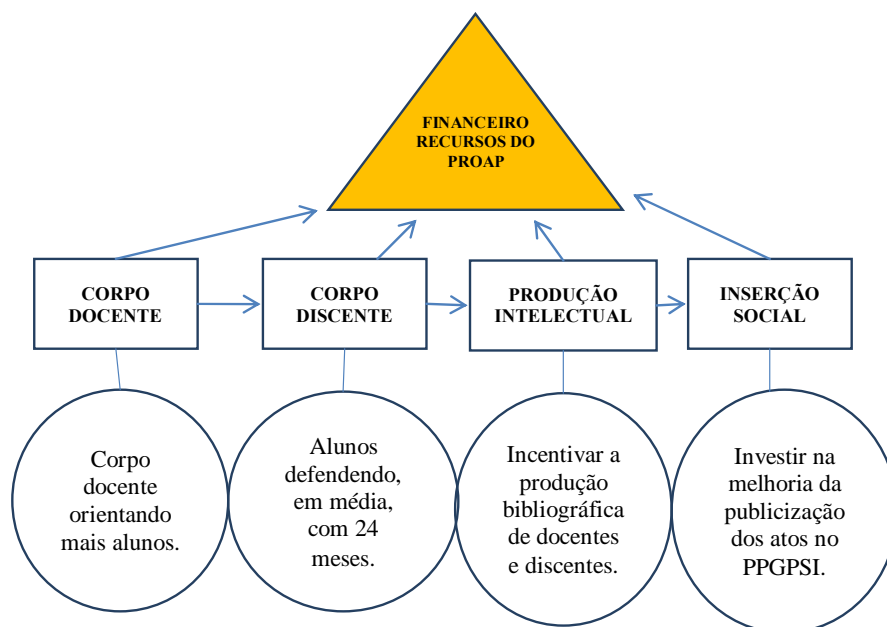 FINANCEIRO
RECURSOS DO
PROAP
CORPO
DOCENTE
CORPO
DISCENTE
PRODUÇÃO
INTELECTUAL
INSERÇÃO
SOCIAL
Corpo
docente
orientando
mais alunos.
Alunos
defendendo,
em média,
com 24
meses.
Incentivar a
produção
bibliográfica
de docentes
e discentes.
Investir na
melhoria da
publicização
dos atos no
PPGPSI.